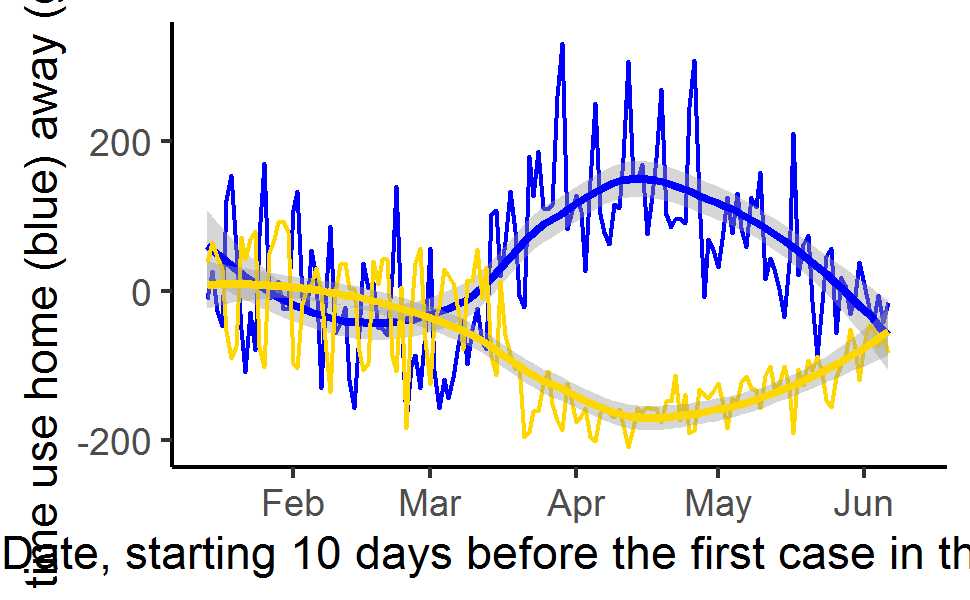 time use home (blue) away (
200
0
-200
Feb Mar Apr May Jun
Date, starting 10 days before the first case in th